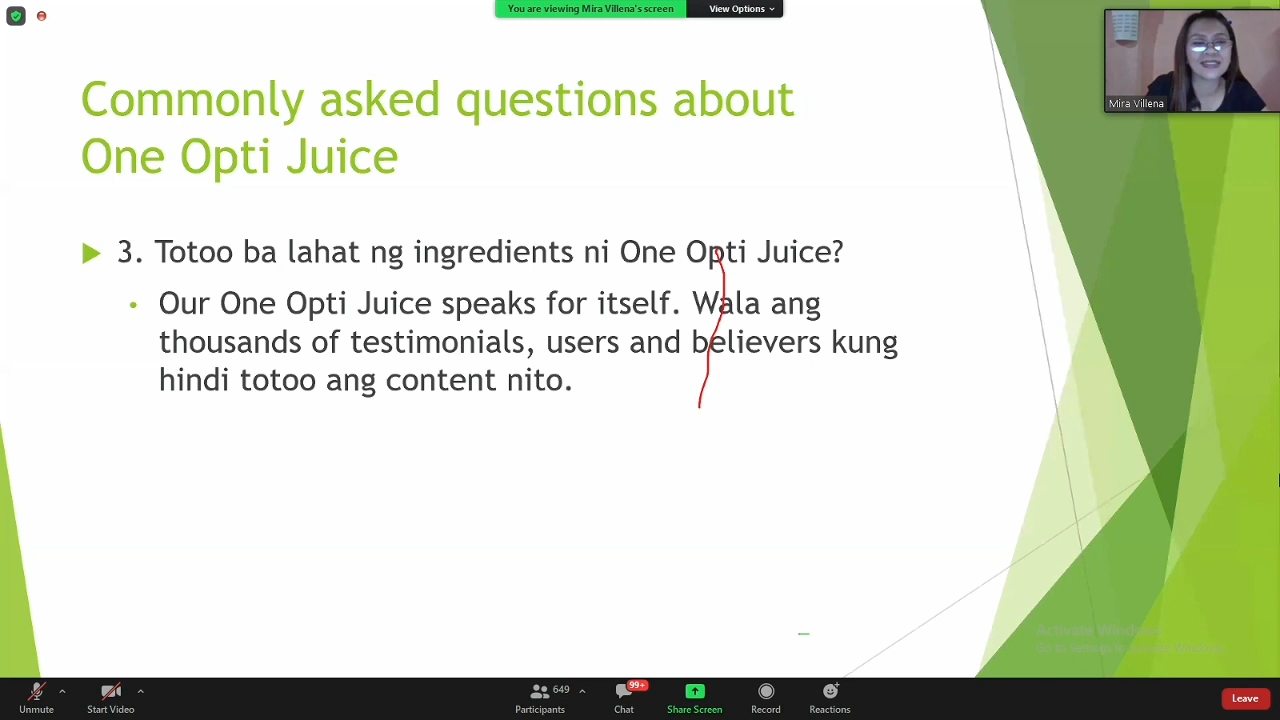 You are viewing Mira Villena's screen
View Options
Mira Villena
Commonly asked questions about
One Opti Juice
3. Totoo ba lahat ng ingredients ni One Opti Juice?
Our One Opti Juice speaks for itself. Wala ang
thousands of testimonials, users and believers kung
hindi totoo ang content nito.
Activate Windows
Go to Settings to activate Windows.
Unmute
Start Video
649
Participants
99+
Chat
Share Screen
Record
Reactions
Leave